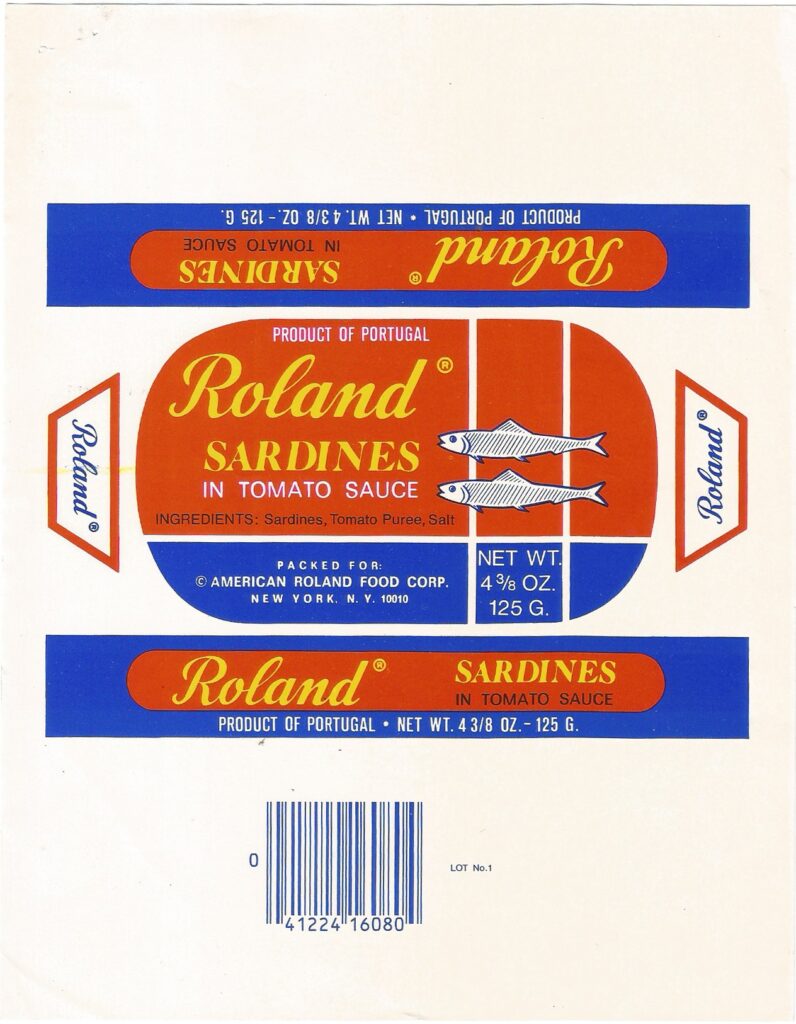 PRODUCT OF PORTUGAL • NET WT. 4 3/8 OZ. - 125 G.
Roland® SARDINES
IN TOMATO SAUCE
PRODUCT OF PORTUGAL
Roland®
SARDINES
IN TOMATO SAUCE
INGREDIENTS: Sardines, Tomato Puree, Salt
PACKED FOR:
© AMERICAN ROLAND FOOD CORP.
NEW YORK, N. Y. 10010
NET WT.
4 3/8 OZ.
125 G.
Roland®
Roland®
Roland® SARDINES
IN TOMATO SAUCE
PRODUCT OF PORTUGAL • NET WT. 4 3/8 OZ. - 125 G.
0 41224 16080
LOT No.1